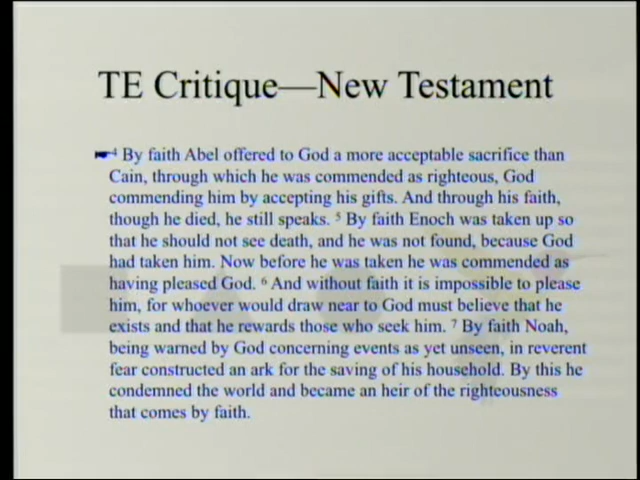 TE Critique—New Testament
☛⁴ By faith Abel offered to God a more acceptable sacrifice than
Cain, through which he was commended as righteous, God
commending him by accepting his gifts. And through his faith,
though he died, he still speaks. ⁵ By faith Enoch was taken up so
that he should not see death, and he was not found, because God
had taken him. Now before he was taken he was commended as
having pleased God. ⁶ And without faith it is impossible to please
him, for whoever would draw near to God must believe that he
exists and that he rewards those who seek him. ⁷ By faith Noah,
being warned by God concerning events as yet unseen, in reverent
fear constructed an ark for the saving of his household. By this he
condemned the world and became an heir of the righteousness
that comes by faith.